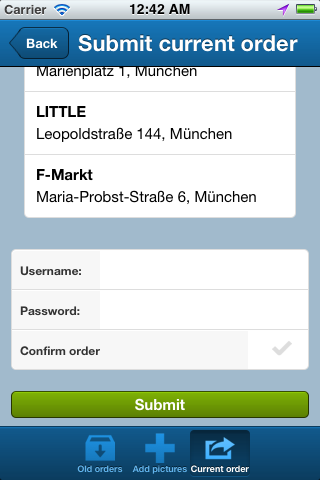 Carrier 12:42 AM
Back Submit current order
Marienplatz 1, München
LITTLE
Leopoldstraße 144, München
F-Markt
Maria-Probst-Straße 6, München
Username:
Password:
Confirm order
Submit
Old orders Add pictures Current order